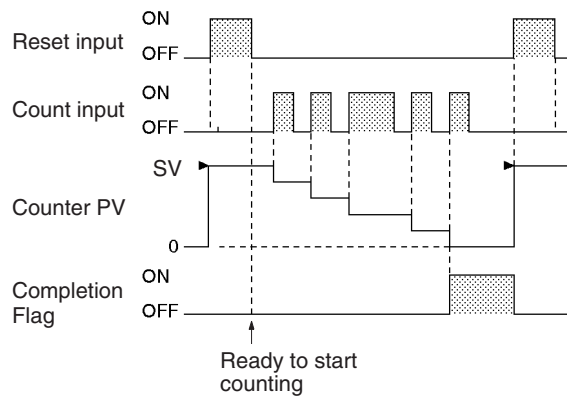 ON
Reset input
OFF
ON
Count input
OFF
SV
Counter PV
0
ON
Completion
Flag
OFF
Ready to start
counting